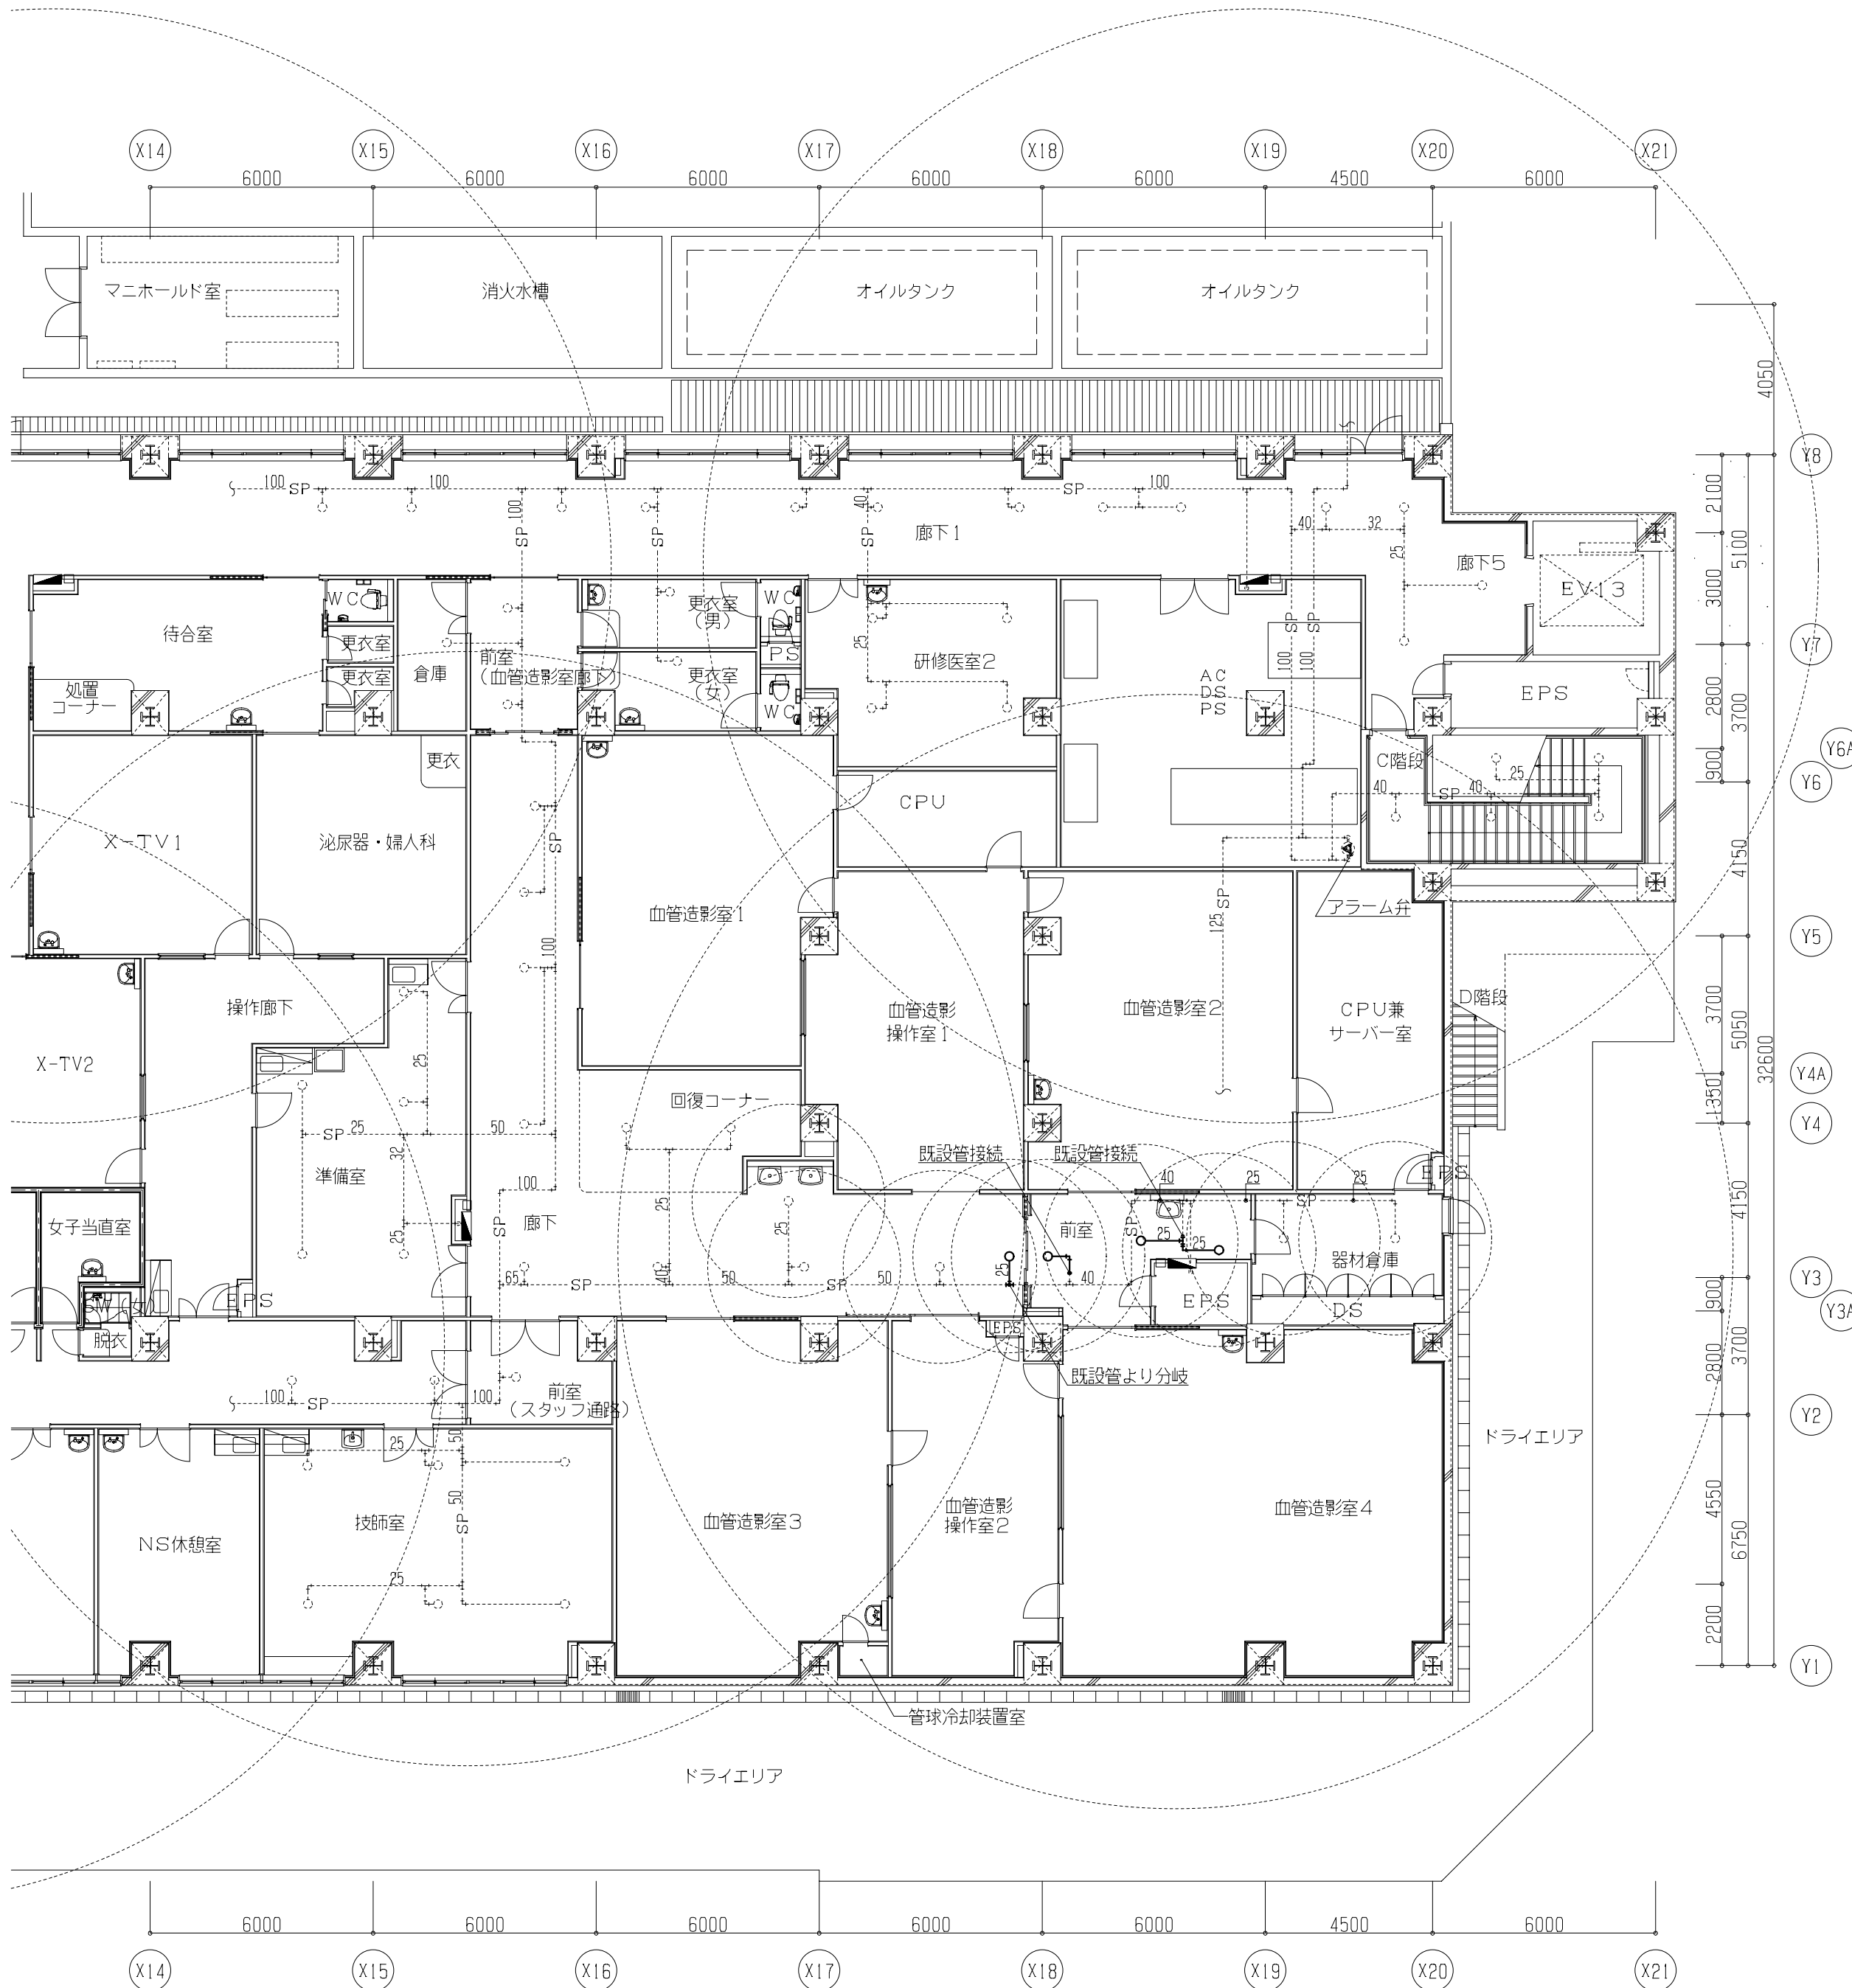 X14 X15 X16 X17 X18 X19 X20 X21
6000 6000 6000 6000 6000 4500 6000
マニホールド室
消火水槽
オイルタンク
オイルタンク
4050
Y8
100 SP 100
SP 100
100
SP
SP
40
SP
廊下1
40 32
25
廊下5
EV13
2100
5100
3000
WC
待合室
更衣室
更衣室
倉庫
処置
コーナー
前室
(血管造影室廊下)
更衣室
(男)
更衣室
(女)
WC
PS
WC
25
研修医室2
AC
DS
PS
SP
SP
100
100
EPS
Y7
2800
3700
900
Y6A
Y6
X-TV1
泌尿器・婦人科
更衣
SP
100
血管造影室1
CPU
C階段
25
40 SP 40
アラーム弁
4150
Y5
操作廊下
X-TV2
血管造影
操作室1
SP
125
血管造影室2
CPU兼
サーバー室
D階段
3700
5050
32600
Y4A
1350
Y4
25
SP 25 50
32
準備室
25
回復コーナー
既設管接続
既設管接続
100
SP
廊下
25
25
前室
SP
40
25
25
SP
25
25
器材倉庫
EPS
DS
4150
Y3
900
Y3A
女子当直室
EPS
脱衣
65 SP 40 50 SP 50
25
40
EPS
既設管より分岐
2800
3700
100 SP 100
前室
(スタッフ通路)
Y2
ドライエリア
25
50
SP
50
25
NS休憩室
技師室
血管造影室3
血管造影
操作室2
血管造影室4
4550
6750
2200
Y1
管球冷却装置室
ドライエリア
6000 6000 6000 6000 6000 4500 6000
X14 X15 X16 X17 X18 X19 X20 X21